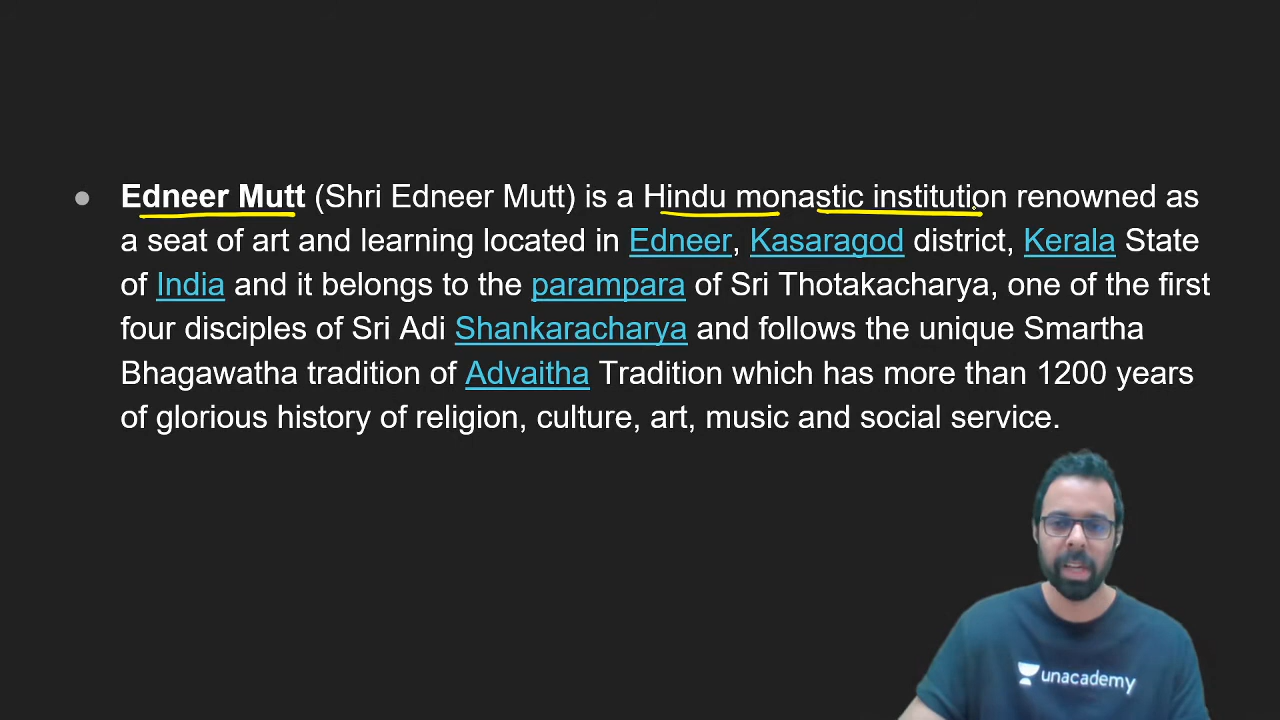 Edneer Mutt (Shri Edneer Mutt) is a Hindu monastic institution renowned as
a seat of art and learning located in Edneer, Kasaragod district, Kerala State
of India and it belongs to the parampara of Sri Thotakacharya, one of the first
four disciples of Sri Adi Shankaracharya and follows the unique Smartha
Bhagawatha tradition of Advaitha Tradition which has more than 1200 years
of glorious history of religion, culture, art, music and social service.
unacademy